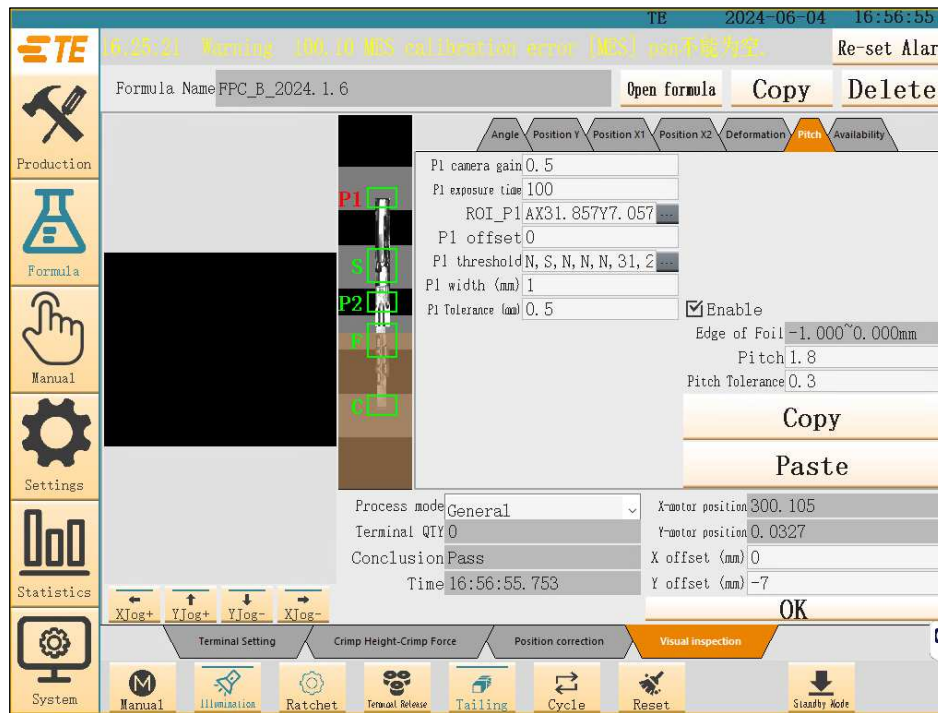 TE 2024-06-04 16:56:55
TE 16:25:21 Warning 100.10 MES calibration error [MES] psn不能为空. Re-set Alar
Formula Name FPC_B_2024.1.6 Open formula Copy Delete
Production
Formula
Manual
Settings
Statistics
System
Angle Position Y Position X1 Position X2 Deformation Pitch Availability
P1
S
P2
F
C
P1 camera gain 0.5
P1 exposure time 100
ROI_P1 AX31.857Y7.057 ...
P1 offset 0
P1 threshold N,S,N,N,N,31,2 ...
P1 width (mm) 1
P1 Tolerance (mm) 0.5
Enable
Edge of Foil -1.000~0.000mm
Pitch 1.8
Pitch Tolerance 0.3
Copy
Paste
Process mode General
Terminal QTY 0
Conclusion Pass
Time 16:56:55.753
X-motor position 300.105
Y-motor position 0.0327
X offset (mm) 0
Y offset (mm) -7
OK
XJog+ YJog+ YJog- XJog-
Terminal Setting Crimp Height-Crimp Force Position correction Visual inspection
M
Manual Illumination Ratchet Termnal Release Tailing Cycle Reset Standby Mode